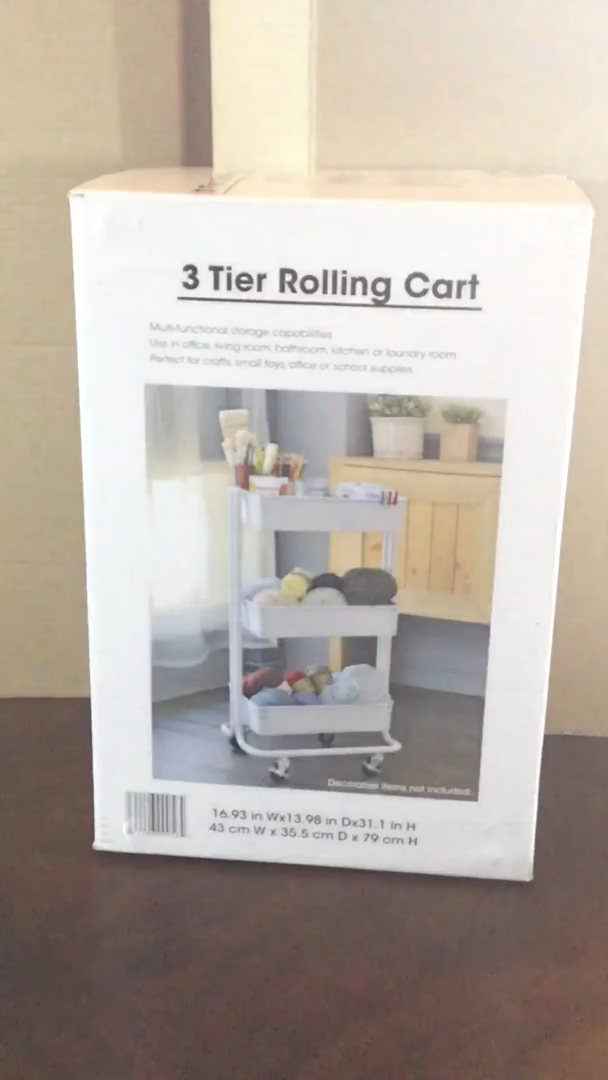 3 Tier Rolling Cart
Multi-functional storage capabilities
Use in office, living room, bathroom, kitchen or laundry room
Perfect for crafts, small toys, office or school supplies
Decorative items not included.
16.93 in Wx13.98 in Dx31.1 in H
43 cm W x 35.5 cm D x 79 cm H